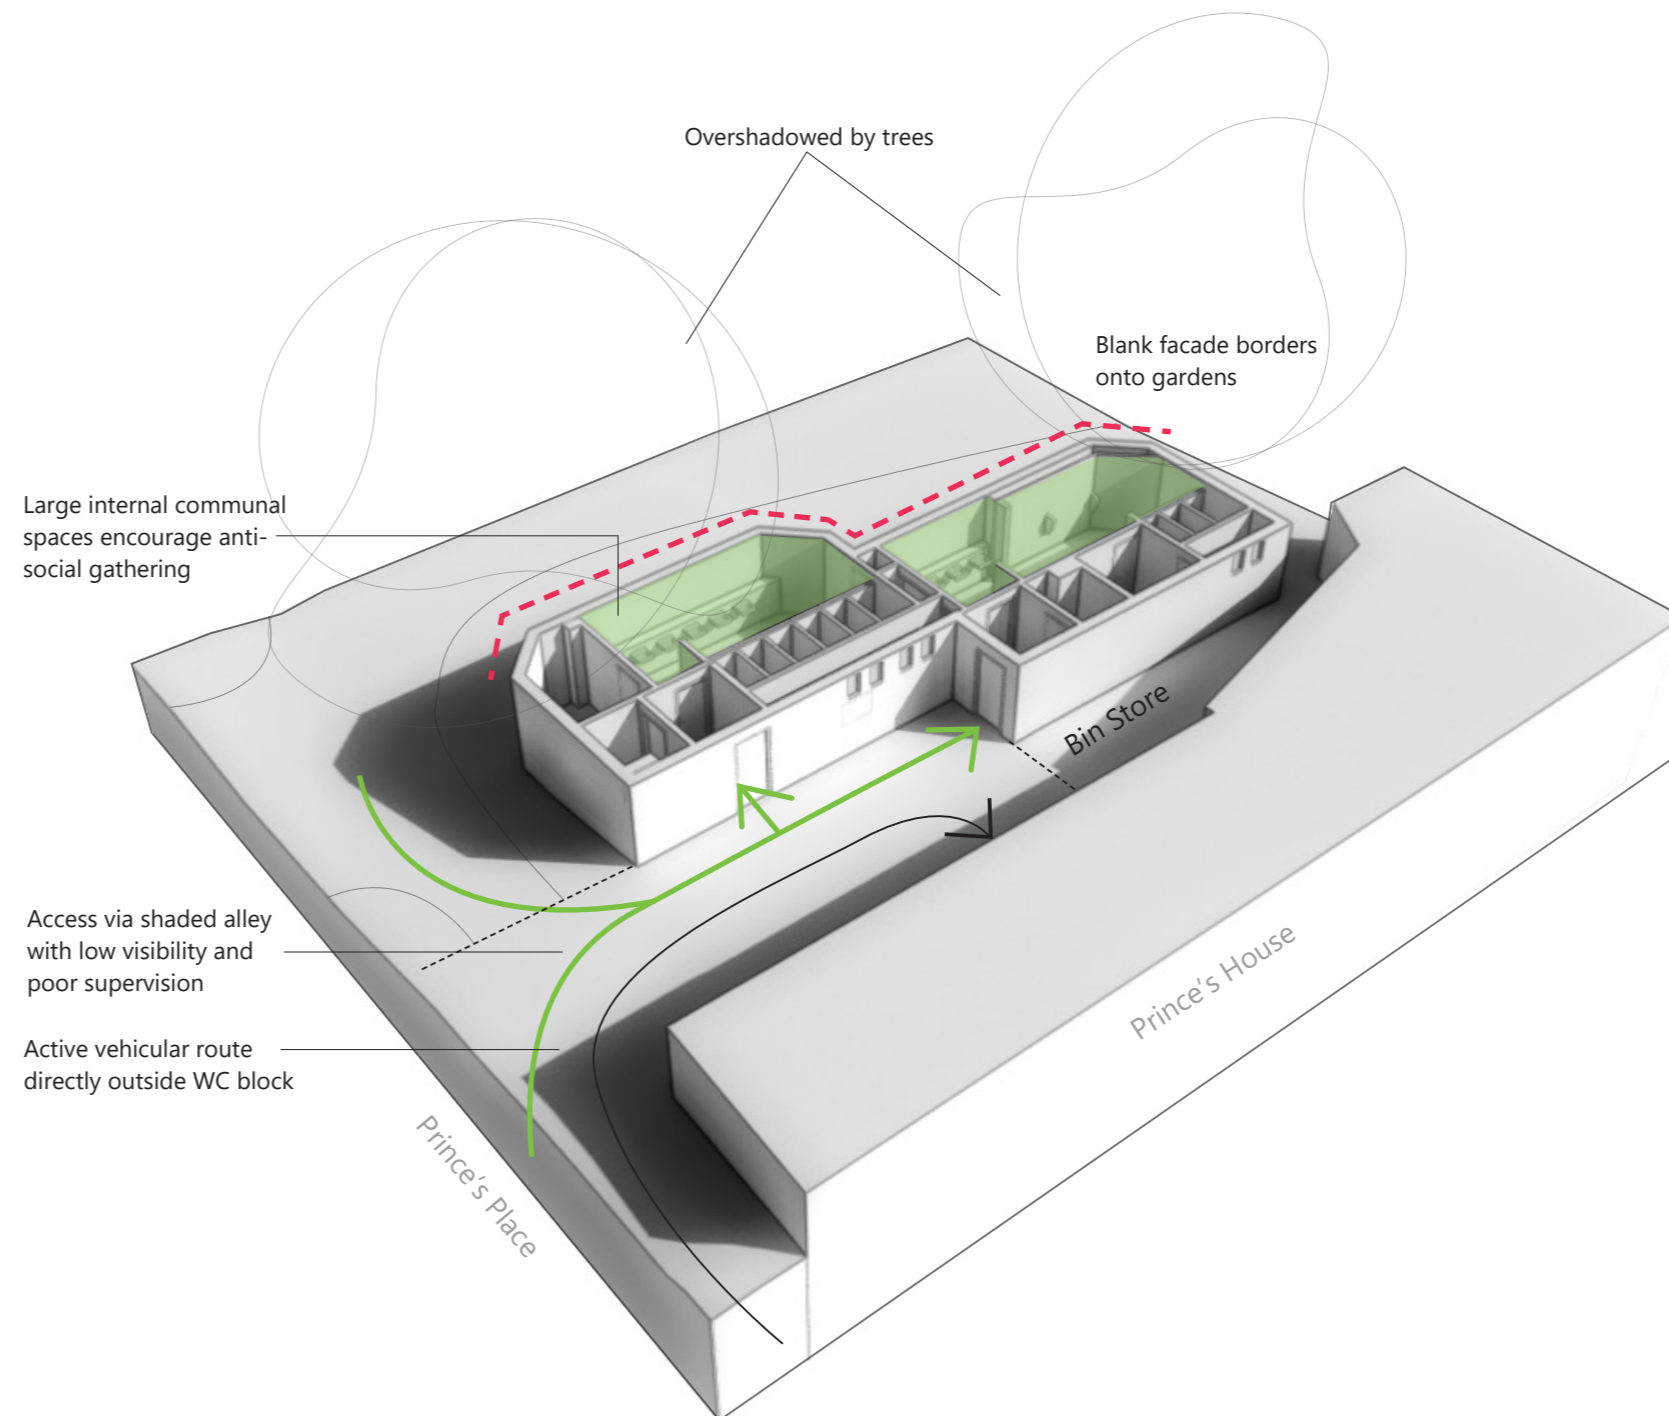 Overshadowed by trees
Blank facade borders
onto gardens
Large internal communal
spaces encourage anti-
social gathering
Bin Store
Access via shaded alley
with low visibility and
poor supervision
Prince's House
Active vehicular route
directly outside WC block
Prince's Place